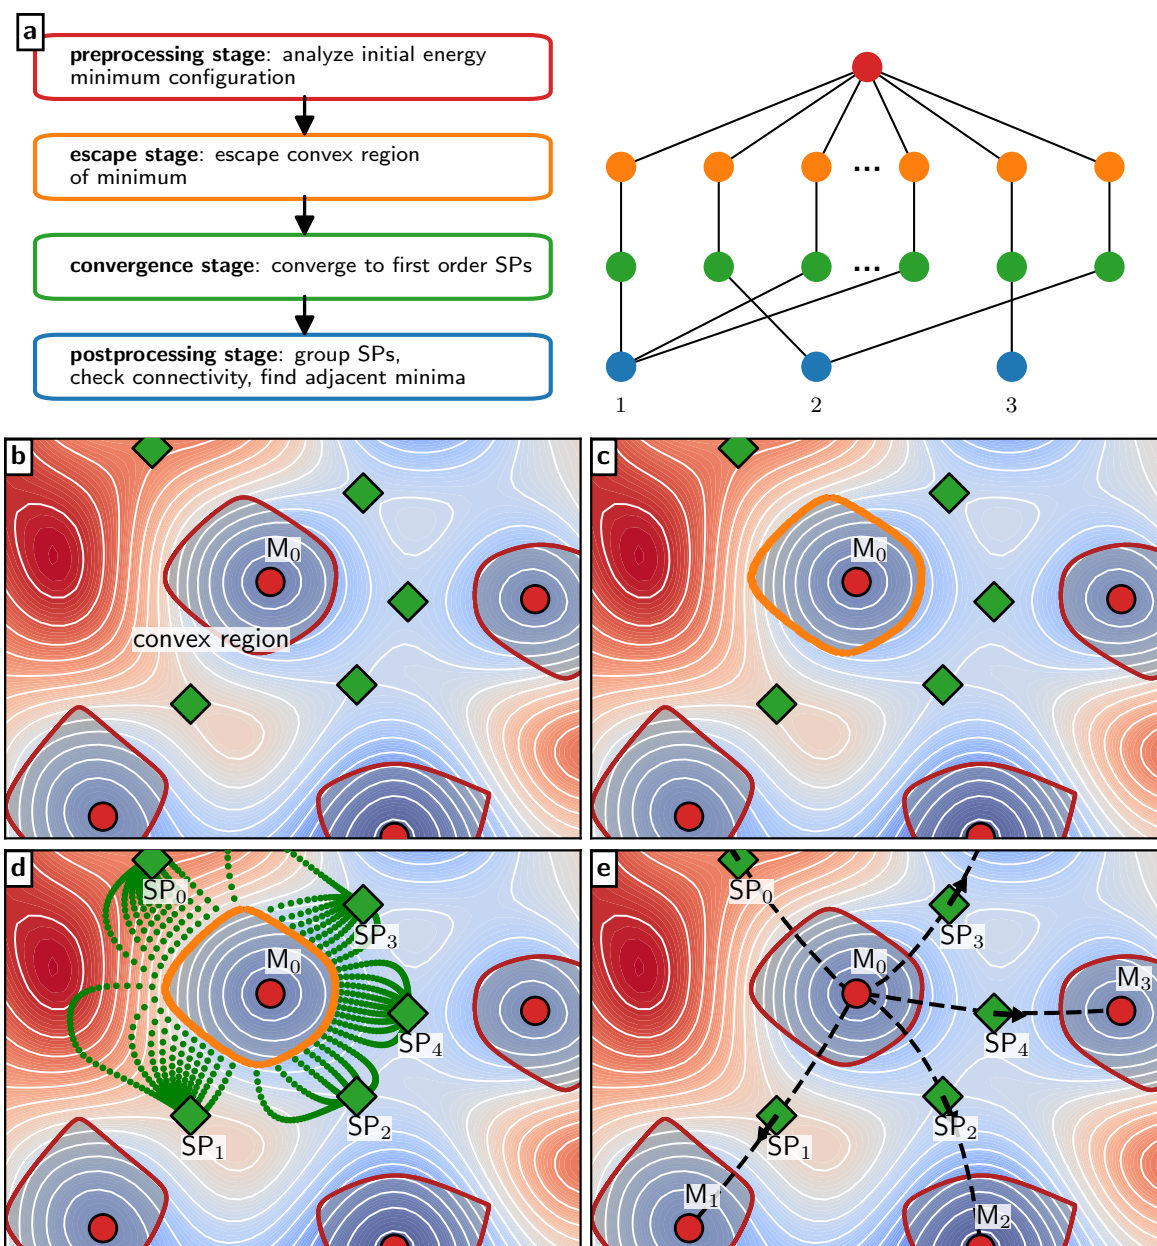 a
preprocessing stage: analyze initial energy
minimum configuration
escape stage: escape convex region
of minimum
convergence stage: converge to first order SPs
postprocessing stage: group SPs,
check connectivity, find adjacent minima
...
...
1 2 3
b
M₀
convex region
c
M₀
d
SP₀
SP₃
M₀
SP₄
SP₂
SP₁
e
SP₀
SP₃
M₀
M₃
SP₄
SP₂
SP₁
M₁
M₂